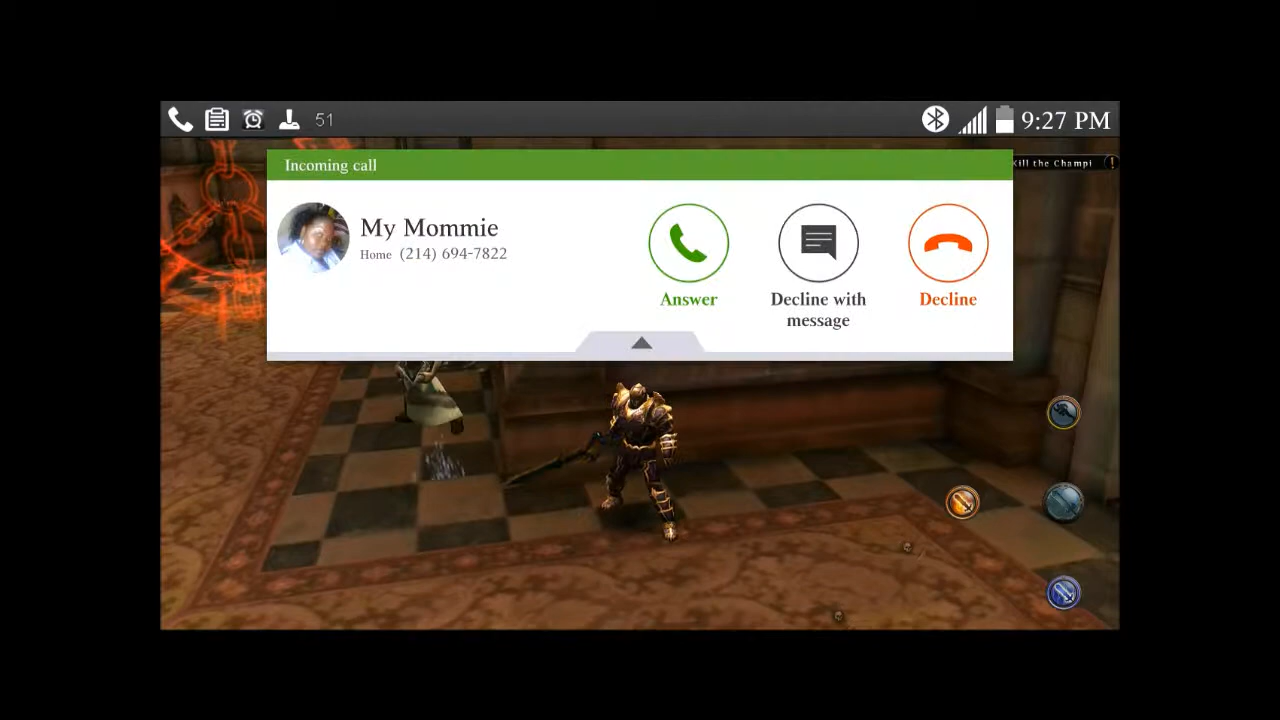 51
9:27 PM
Incoming call
Kill the Champi
My Mommie
Home (214) 694-7822
Answer
Decline with
message
Decline